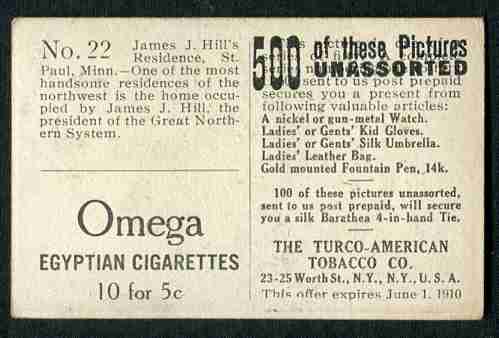 No. 22 James J. Hill's
Residence, St.
Paul, Minn.—One of the most
handsome residences of the
northwest is the home occu-
pied by James J. Hill, the
president of the Great North-
ern System.
Omega
EGYPTIAN CIGARETTES
10 for 5c
500 of these Pictures
UNASSORTED
sent to us post prepaid
secures you a present from
following valuable articles:
A nickel or gun-metal Watch.
Ladies' or Gents' Kid Gloves.
Ladies' or Gents' Silk Umbrella.
Ladies' Leather Bag.
Gold mounted Fountain Pen, 14k.
100 of these pictures unassorted,
sent to us post prepaid, will secure
you a silk Barathea 4-in-hand Tie.
THE TURCO-AMERICAN
TOBACCO CO.
23-25 Worth St., N.Y., N.Y., U.S.A.
This offer expires June 1, 1910